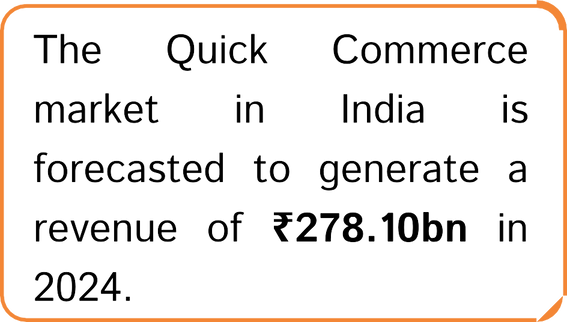 The Quick Commerce
market in India is
forecasted to generate a
revenue of ₹278.10bn in
2024.